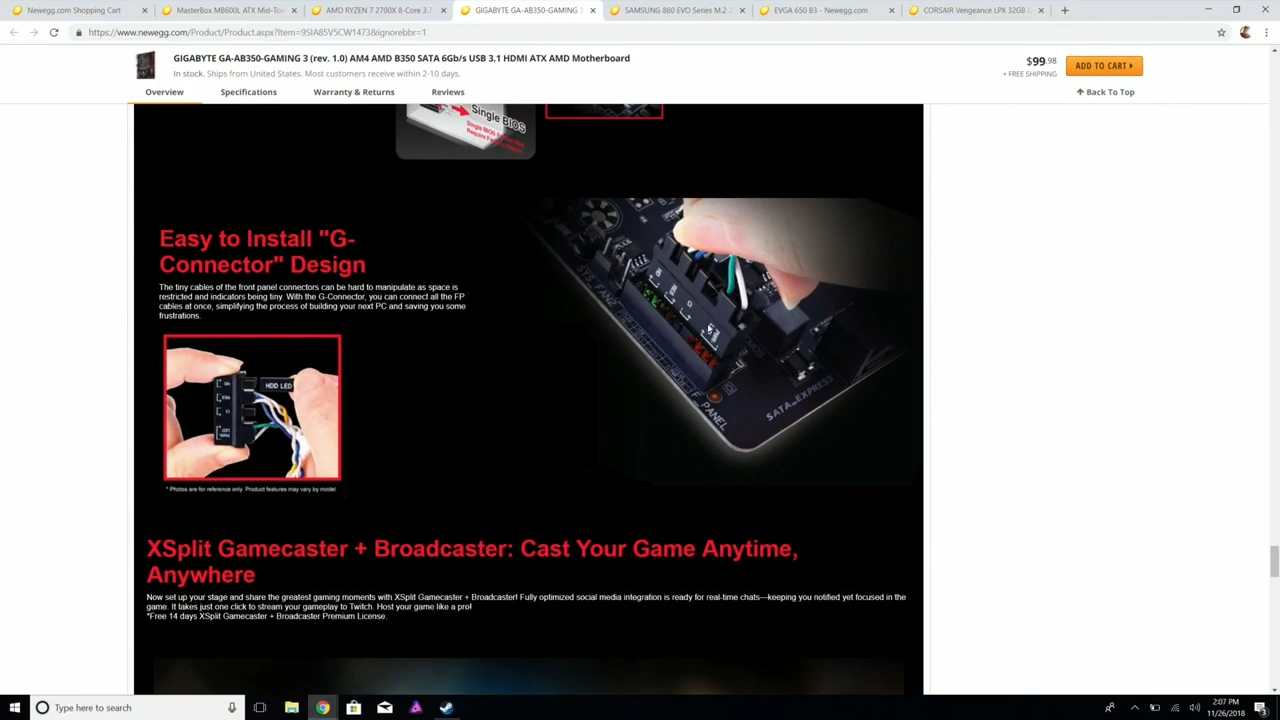 Newegg.com Shopping Cart
MasterBox MB600L ATX Mid-Tow
AMD RYZEN 7 2700X 8-Core 3.7
GIGABYTE GA-AB350-GAMING 3
SAMSUNG 860 EVO Series M.2 2
EVGA 650 B3 - Newegg.com
CORSAIR Vengeance LPX 32GB
https://www.newegg.com/Product/Product.aspx?Item=9SIA85V5CW1473&ignorebbr=1
GIGABYTE GA-AB350-GAMING 3 (rev. 1.0) AM4 AMD B350 SATA 6Gb/s USB 3.1 HDMI ATX AMD Motherboard
In stock. Ships from United States. Most customers receive within 2-10 days.
$99.98
+ FREE SHIPPING
ADD TO CART
Overview
Specifications
Warranty & Returns
Reviews
Back To Top
Single BIOS
Easy to Install "G-
Connector" Design
The tiny cables of the front panel connectors can be hard to manipulate as space is
restricted and indicators being tiny. With the G-Connector, you can connect all the FP
cables at once, simplifying the process of building your next PC and saving you some
frustrations.
SYS FAN2
F PANEL
SATA EXPRESS
HDD LED
* Photos are for reference only. Product features may vary by model.
XSplit Gamecaster + Broadcaster: Cast Your Game Anytime,
Anywhere
Now set up your stage and share the greatest gaming moments with XSplit Gamecaster + Broadcaster! Fully optimized social media integration is ready for real-time chats—keeping you notified yet focused in the
game. It takes just one click to stream your gameplay to Twitch. Host your game like a pro!
*Free 14 days XSplit Gamecaster + Broadcaster Premium License.
Type here to search
2:07 PM
11/26/2018
3